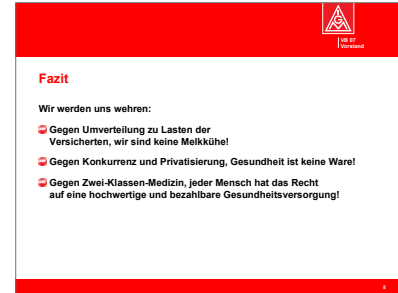 IGM
VB 07
Vorstand
Fazit
Wir werden uns wehren:
Gegen Umverteilung zu Lasten der
Versicherten, wir sind keine Melkkühe!
Gegen Konkurrenz und Privatisierung, Gesundheit ist keine Ware!
Gegen Zwei-Klassen-Medizin, jeder Mensch hat das Recht
auf eine hochwertige und bezahlbare Gesundheitsversorgung!
8